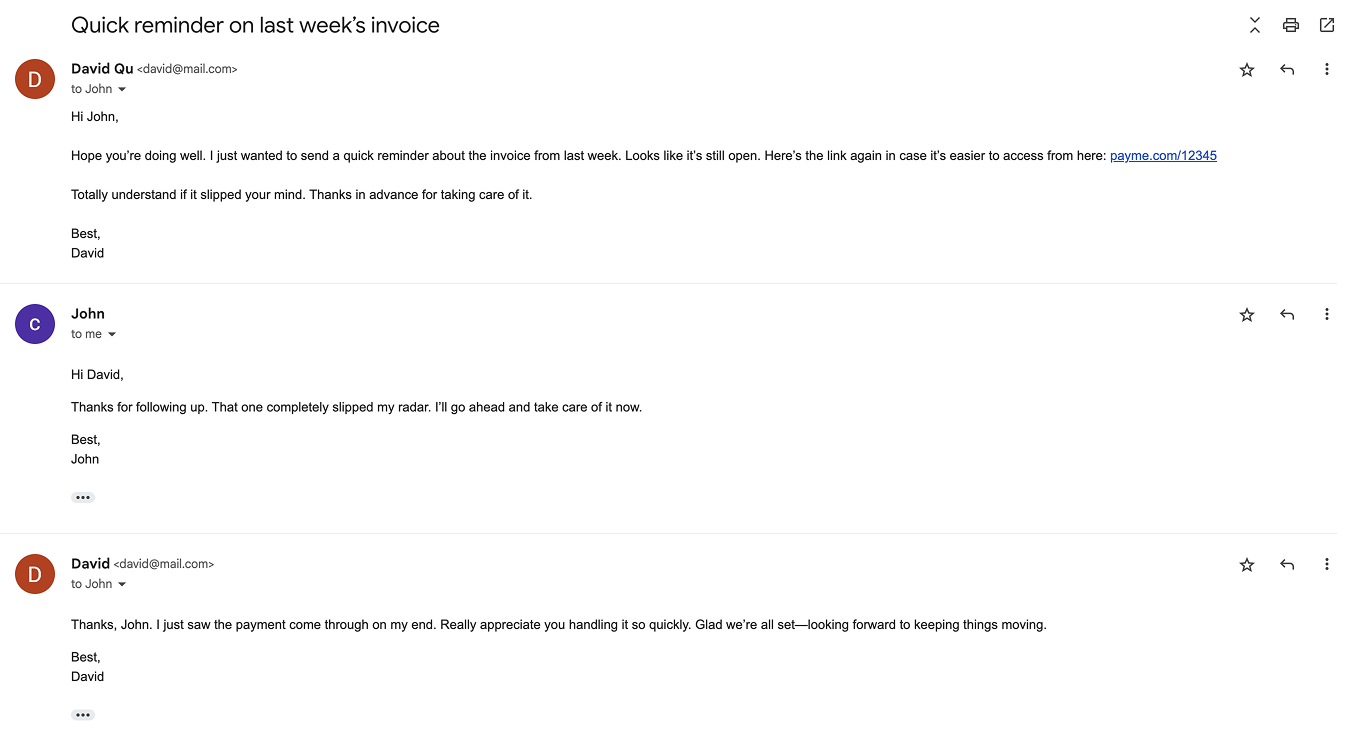 Quick reminder on last week’s invoice
D
David Qu <david@mail.com>
to John
Hi John,
Hope you’re doing well. I just wanted to send a quick reminder about the invoice from last week. Looks like it’s still open. Here’s the link again in case it’s easier to access from here: payme.com/12345
Totally understand if it slipped your mind. Thanks in advance for taking care of it.
Best,
David
C
John
to me
Hi David,
Thanks for following up. That one completely slipped my radar. I’ll go ahead and take care of it now.
Best,
John
D
David <david@mail.com>
to John
Thanks, John. I just saw the payment come through on my end. Really appreciate you handling it so quickly. Glad we’re all set—looking forward to keeping things moving.
Best,
David